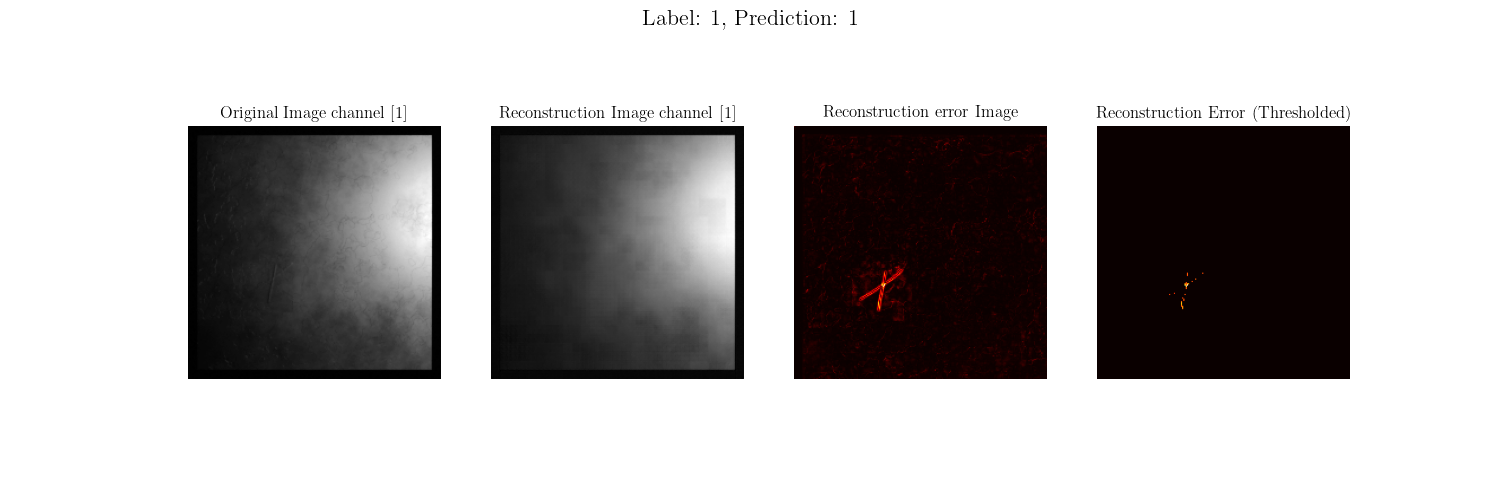 Label: 1, Prediction: 1
Original Image channel [1]
Reconstruction Image channel [1]
Reconstruction error Image
Reconstruction Error (Thresholded)